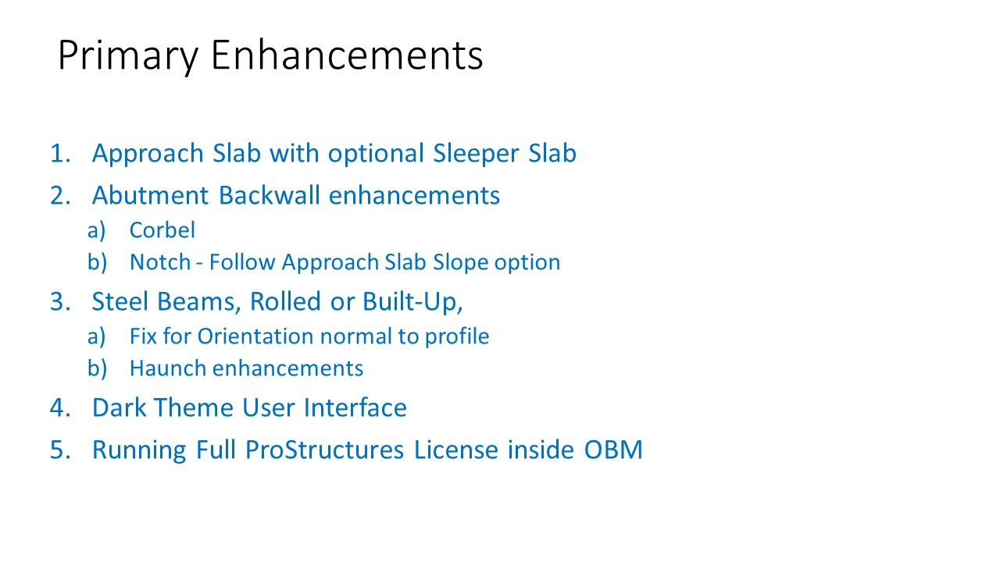 Primary Enhancements
1. Approach Slab with optional Sleeper Slab
2. Abutment Backwall enhancements
a) Corbel
b) Notch - Follow Approach Slab Slope option
3. Steel Beams, Rolled or Built-Up,
a) Fix for Orientation normal to profile
b) Haunch enhancements
4. Dark Theme User Interface
5. Running Full ProStructures License inside OBM